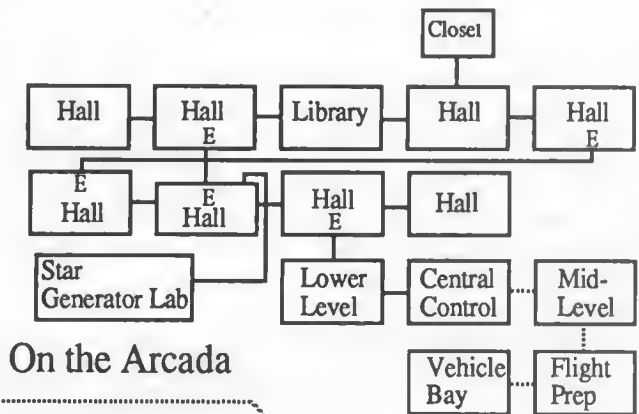 Closet
Hall Hall Library Hall Hall
E E
E E Hall
Hall Hall E Hall
Star Lower Central Mid-
Generator Lab Level Control Level
On the Arcada Vehicle Flight
Bay Prep